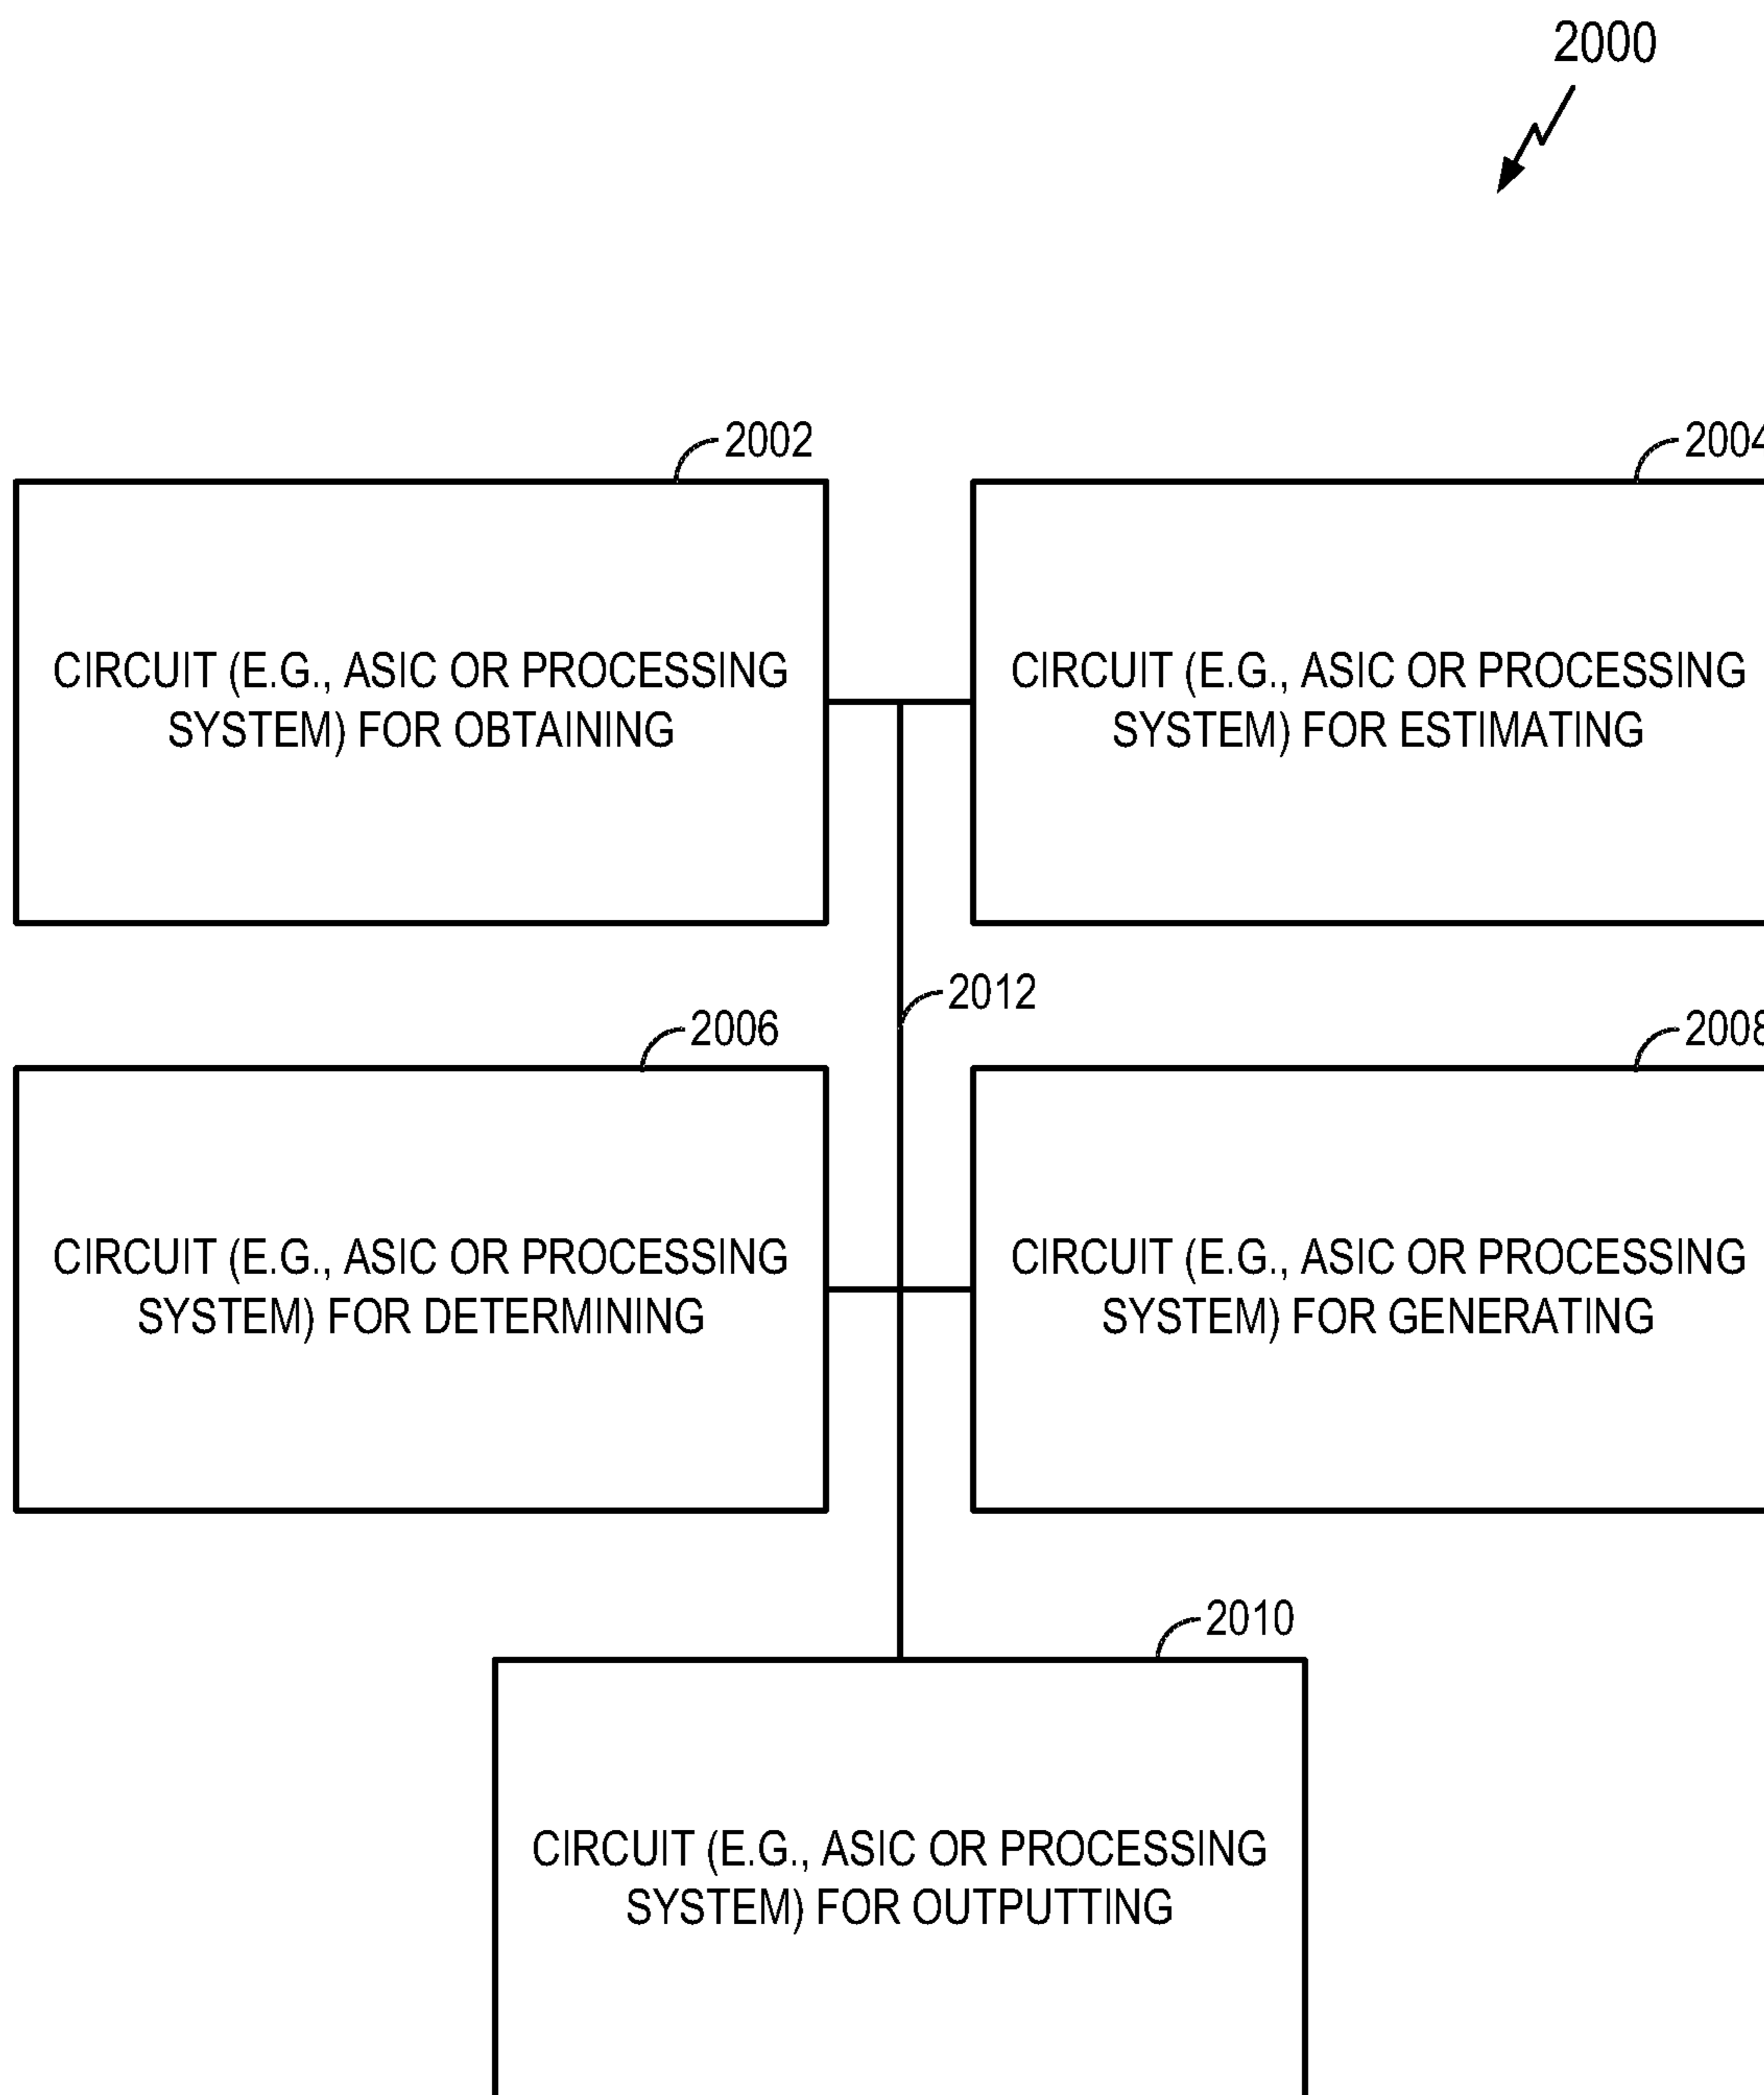 2000
2002
2004
CIRCUIT (E.G., ASIC OR PROCESSING
SYSTEM) FOR OBTAINING
CIRCUIT (E.G., ASIC OR PROCESSING
SYSTEM) FOR ESTIMATING
2012
2006
2008
CIRCUIT (E.G., ASIC OR PROCESSING
SYSTEM) FOR DETERMINING
CIRCUIT (E.G., ASIC OR PROCESSING
SYSTEM) FOR GENERATING
2010
CIRCUIT (E.G., ASIC OR PROCESSING
SYSTEM) FOR OUTPUTTING